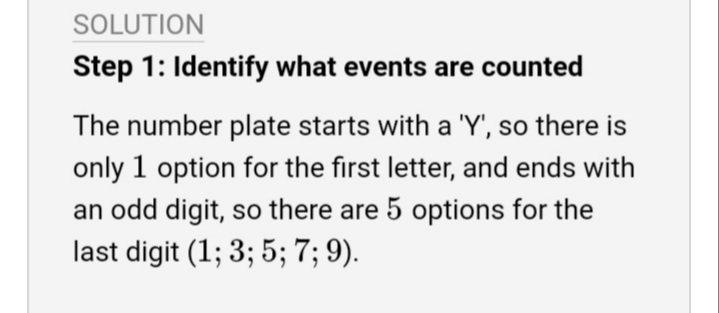 SOLUTION
Step 1: Identify what events are counted
The number plate starts with a 'Y', so there is
only 1 option for the first letter, and ends with
an odd digit, so there are 5 options for the
last digit (1; 3; 5; 7; 9).